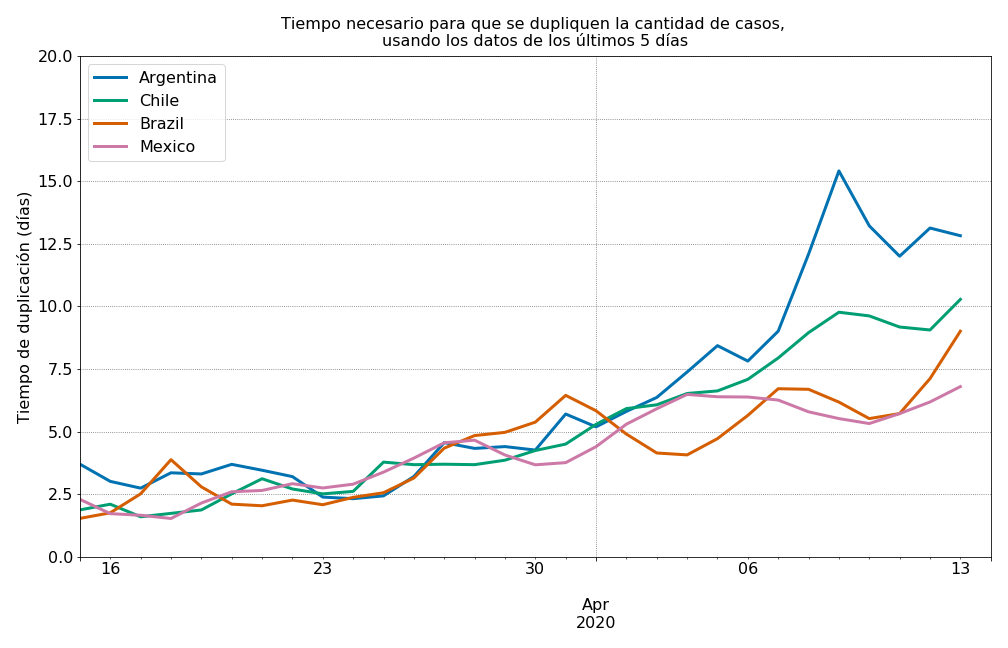 Tiempo necesario para que se dupliquen la cantidad de casos,
usando los datos de los últimos 5 días
20.0
17.5
15.0
12.5
10.0
7.5
5.0
2.5
0.0
Tiempo de duplicación (días)
Argentina
Chile
Brazil
Mexico
16
23
30
06
13
Apr
2020